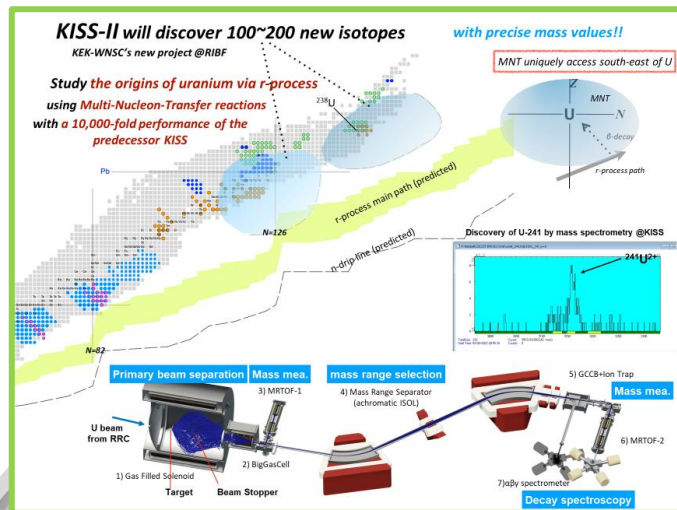 KISS-II will discover 100~200 new isotopes
with precise mass values!!
KEK-WNSC's new project @RIBF
MNT uniquely access south-east of U
Study the origins of uranium via r-process
using Multi-Nucleon-Transfer reactions
with a 10,000-fold performance of the
predecessor KISS
238U
Z
MNT
U
N
β-decay
r-process path
Pb
r-process main path (predicted)
N=126
n-drip line (predicted)
Discovery of U-241 by mass spectrometry @KISS
241U2+
N=82
Primary beam separation
Mass mea.
mass range selection
3) MRTOF-1
4) Mass Range Separator
(achromatic ISOL)
5) GCCB+Ion Trap
Mass mea.
U beam
from RRC
6) MRTOF-2
2) BigGasCell
1) Gas Filled Solenoid
7)αβγ spectrometer
Target
Beam Stopper
Decay spectroscopy